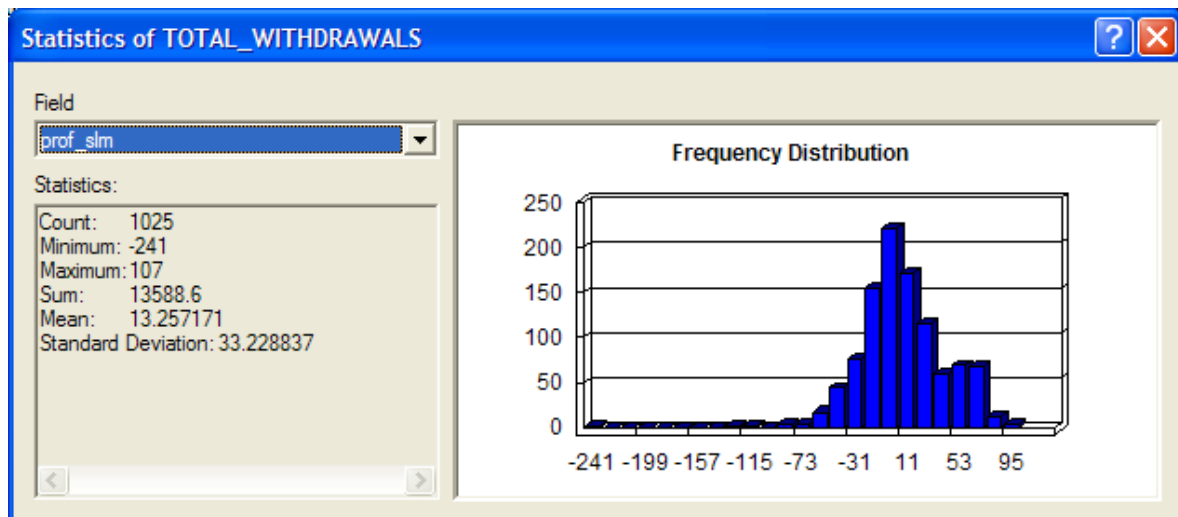 Statistics of TOTAL_WITHDRAWALS
Field
prof_slm
Statistics:
Count: 1025
Minimum: -241
Maximum: 107
Sum: 13588.6
Mean: 13.257171
Standard Deviation: 33.228837
Frequency Distribution
250
200
150
100
50
0
-241 -199 -157 -115 -73 -31 11 53 95